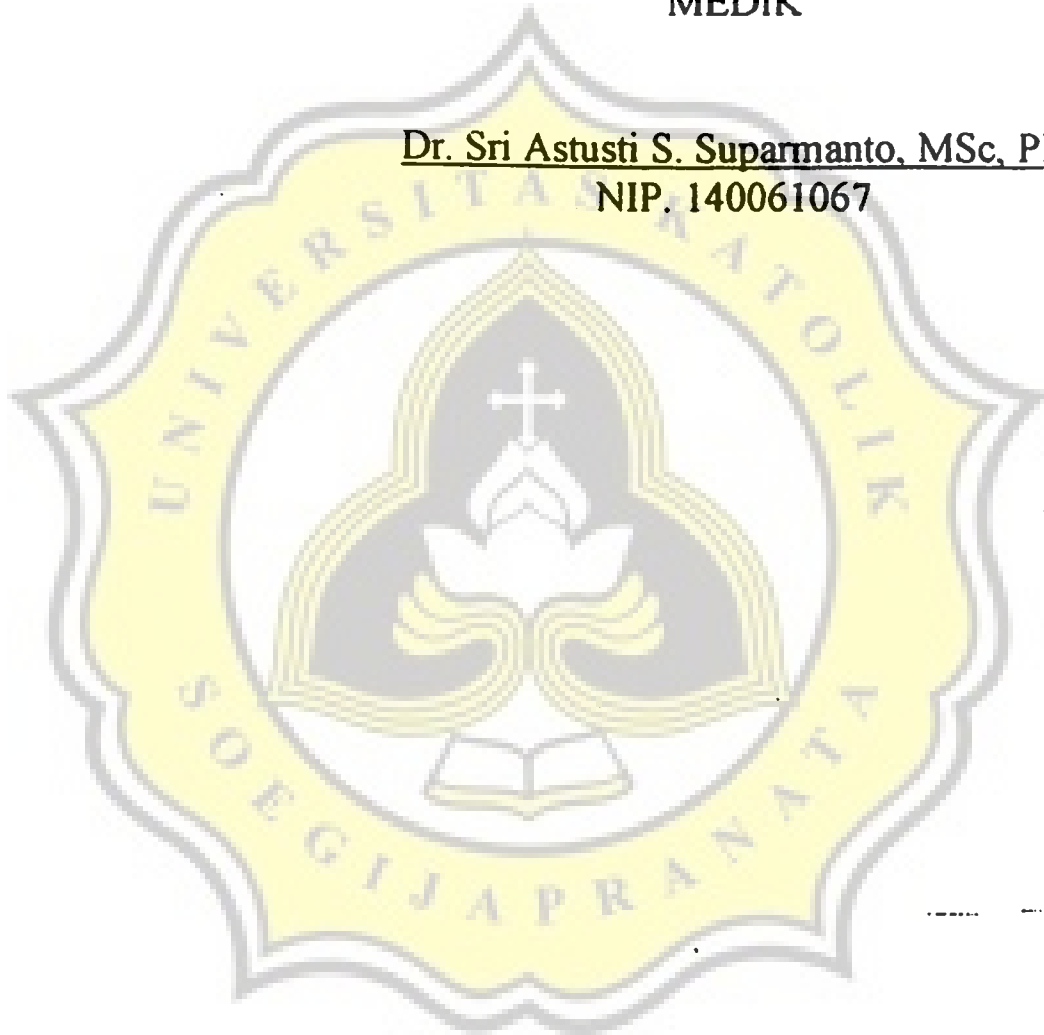 MEDIK
Dr. Sri Astusti S. Suparmanto, MSc, P
NIP. 140061067
UNIVERSITAS KATOLIK
SOEGIJAPRANATA